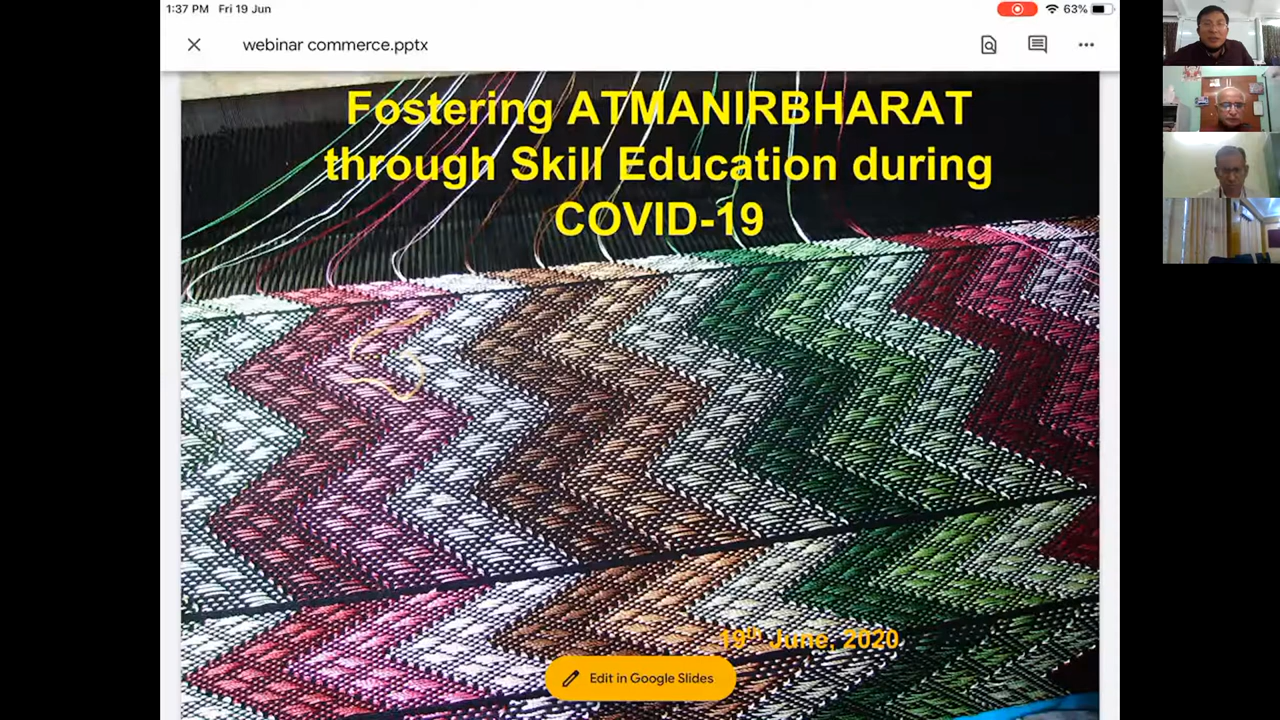 1:37 PM Fri 19 Jun
63%
webinar commerce.pptx
Fostering ATMANIRBHARAT
through Skill Education during
COVID-19
19th June, 2020
Edit in Google Slides